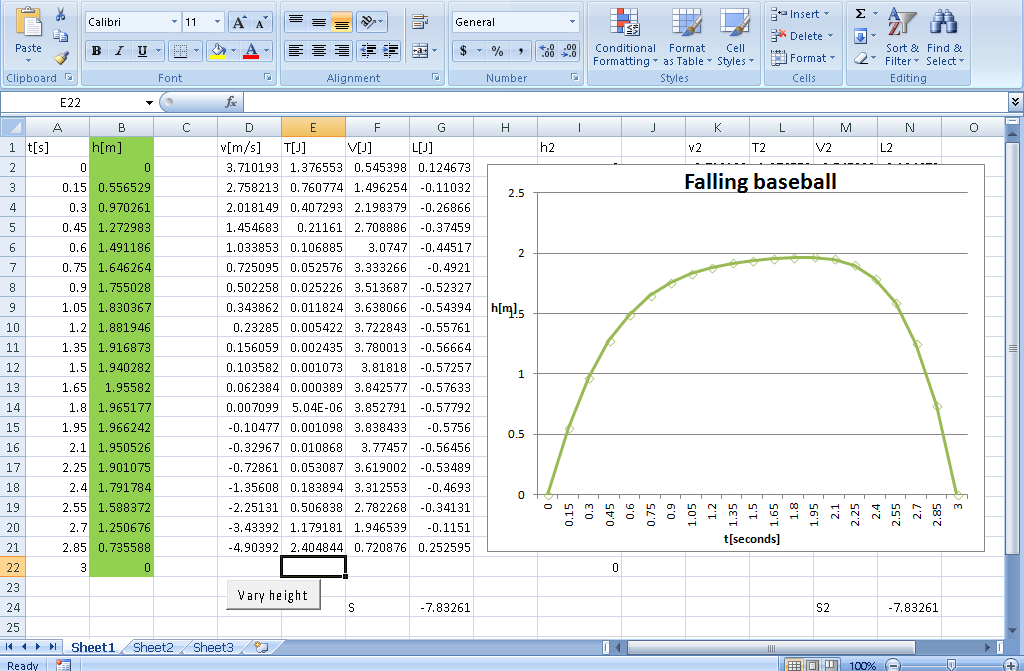 Calibri 11 A A General Insert Σ
Paste Conditional Format Cell Delete Sort & Find &
B I U A $ % , .00 Formatting as Table Styles Format Filter Select
Clipboard Font Alignment Number Styles Cells Editing
E22 fx
A B C D E F G H I J K L M N O
1 t[s] h[m] v[m/s] T[J] V[J] L[J] h2 v2 T2 V2 L2
2 0 0 3.710193 1.376553 0.545398 0.124673
3 0.15 0.556529 2.758213 0.760774 1.496254 -0.11032
4 0.3 0.970261 2.018149 0.407293 2.198379 -0.26866
5 0.45 1.272983 1.454683 0.21161 2.708886 -0.37459
6 0.6 1.491186 1.033853 0.106885 3.0747 -0.44517
7 0.75 1.646264 0.725095 0.052576 3.333266 -0.4921
8 0.9 1.755028 0.502258 0.025226 3.513687 -0.52327
9 1.05 1.830367 0.343862 0.011824 3.638066 -0.54394
10 1.2 1.881946 0.23285 0.005422 3.722843 -0.55761
11 1.35 1.916873 0.156059 0.002435 3.780013 -0.56664
12 1.5 1.940282 0.103582 0.001073 3.81818 -0.57257
13 1.65 1.95582 0.062384 0.000389 3.842577 -0.57633
14 1.8 1.965177 0.007099 5.04E-06 3.852791 -0.57792
15 1.95 1.966242 -0.10477 0.001098 3.838433 -0.5756
16 2.1 1.950526 -0.32967 0.010868 3.77457 -0.56456
17 2.25 1.901075 -0.72861 0.053087 3.619002 -0.53489
18 2.4 1.791784 -1.35608 0.183894 3.312553 -0.4693
19 2.55 1.588372 -2.25131 0.506838 2.782268 -0.34131
20 2.7 1.250676 -3.43392 1.179181 1.946539 -0.1151
21 2.85 0.735588 -4.90392 2.404844 0.720876 0.252595
22 3 0 0
23
Vary height
24 S -7.83261 S2 -7.83261
25
Falling baseball
2.5
2
h[m]
1.5
1
0.5
0
0 0.15 0.3 0.45 0.6 0.75 0.9 1.05 1.2 1.35 1.5 1.65 1.8 1.95 2.1 2.25 2.4 2.55 2.7 2.85 3
t[seconds]
Sheet1 Sheet2 Sheet3
Ready 100%